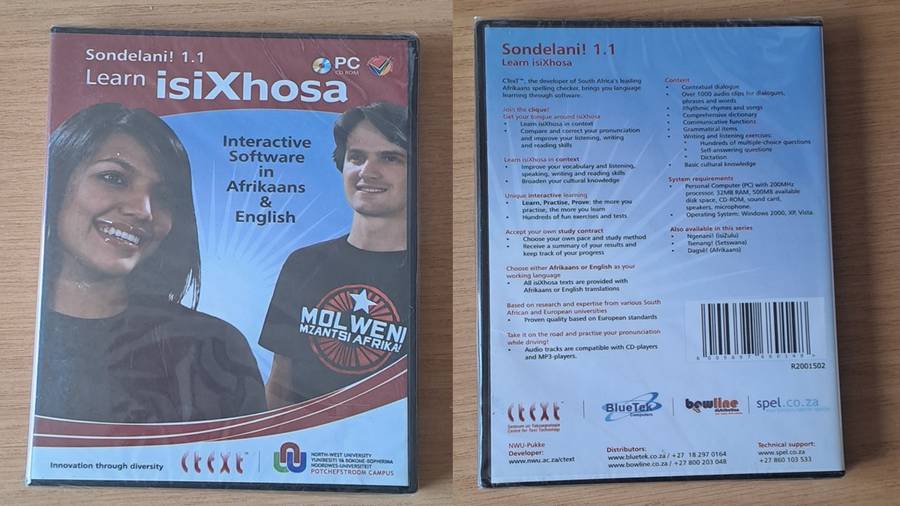 Sondelani! 1.1
Learn isiXhosa
PC
CD ROM
Interactive
Software
in
Afrikaans
&
English
MOLWENI
MZANTSI AFRIKA!
Innovation through diversity
ctext
NORTH-WEST UNIVERSITY
YUNIBESITI YA BOKONE-BOPHIRIMA
NOORDWES-UNIVERSITEIT
POTCHEFSTROOM CAMPUS
Sondelani! 1.1
Learn isiXhosa
CText™, the developer of South Africa's leading
Afrikaans spelling checker, brings you language
learning through software.
Join the clique!
Get your tongue around isiXhosa
• Learn isiXhosa in context
• Compare and correct your pronunciation
and improve your listening, writing
and reading skills
Learn isiXhosa in context
• Improve your vocabulary and listening,
speaking, writing and reading skills
• Broaden your cultural knowledge
Unique interactive learning
• Learn, Practise, Prove: the more you
practise, the more you learn
• Hundreds of fun exercises and tests
Accept your own study contract
• Choose your own pace and study method
• Receive a summary of your results and
keep track of your progress
Choose either Afrikaans or English as your
working language
• All isiXhosa texts are provided with
Afrikaans or English translations
Based on research and expertise from various South
African and European universities
• Proven quality based on European standards
Take it on the road and practise your pronunciation
while driving!
• Audio tracks are compatible with CD-players
and MP3-players.
Content
• Contextual dialogue
• Over 1000 audio clips for dialogues,
phrases and words
• Rhythmic rhymes and songs
• Comprehensive dictionary
• Communicative functions
• Grammatical items
• Writing and listening exercises:
• Hundreds of multiple-choice questions
• Self-answering questions
• Dictation
• Basic cultural knowledge
System requirements
• Personal Computer (PC) with 200MHz
processor, 32MB RAM, 500MB available
disk space, CD-ROM, sound card,
speakers, microphone.
• Operating System: Windows 2000, XP, Vista.
Also available in this series
• Ngenani! (isiZulu)
• Tsenang! (Setswana)
• Dagsê! (Afrikaans)
R2001502
ctext
Sentrum vir Tekstegnologie
Centre for Text Technology
BlueTek
Computers
bowline
distribution
spel.co.za
NWU-Pukke
Developer:
www.nwu.ac.za/ctext
Distributors:
www.bluetek.co.za / +27 18 297 0164
www.bowline.co.za / +27 800 203 048
Technical support:
www.spel.co.za
+27 860 103 533